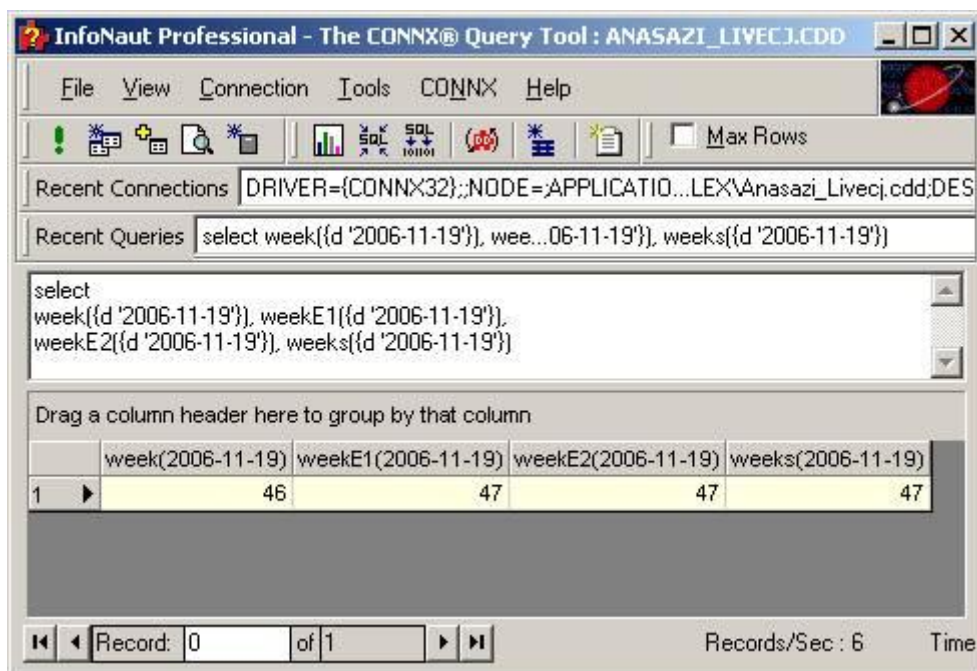 InfoNaut Professional - The CONNX® Query Tool : ANASAZI_LIVECJ.CDD
File View Connection Tools CONNX Help
SQL SQL 10101 Max Rows
Recent Connections DRIVER={CONNX32};;NODE=;APPLICATIO...LEX\Anasazi_Livecj.cdd;DES
Recent Queries select week({d '2006-11-19'}), wee...06-11-19'}), weeks({d '2006-11-19'})
select
week({d '2006-11-19'}), weekE1({d '2006-11-19'}),
weekE2({d '2006-11-19'}), weeks({d '2006-11-19'})
Drag a column header here to group by that column
week(2006-11-19) weekE1(2006-11-19) weekE2(2006-11-19) weeks(2006-11-19)
1 46 47 47 47
Record: 0 of 1 Records/Sec : 6 Time